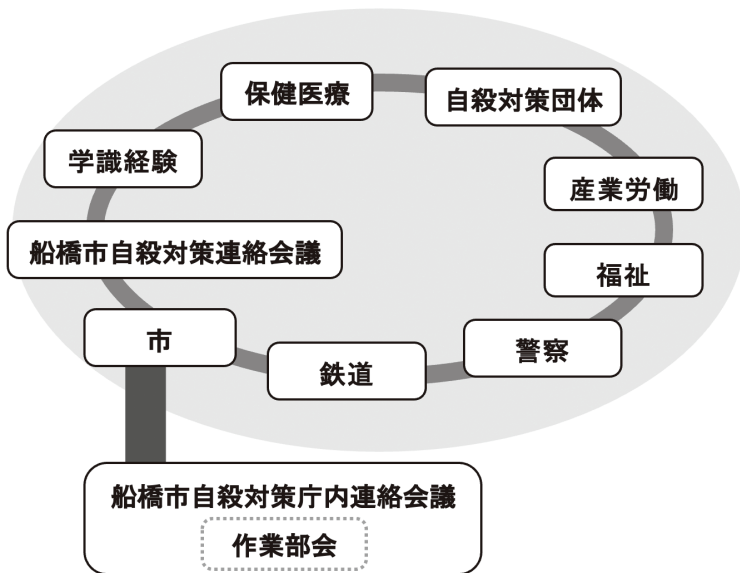 保健医療
自殺対策団体
学識経験
産業労働
船橋市自殺対策連絡会議
福祉
市
警察
鉄道
船橋市自殺対策庁内連絡会議
作業部会